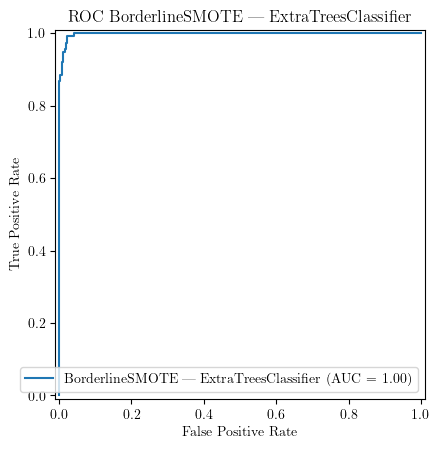 ROC BorderlineSMOTE — ExtraTreesClassifier
1.0
0.8
0.6
0.4
0.2
0.0
True Positive Rate
BorderlineSMOTE — ExtraTreesClassifier (AUC = 1.00)
0.0 0.2 0.4 0.6 0.8 1.0
False Positive Rate